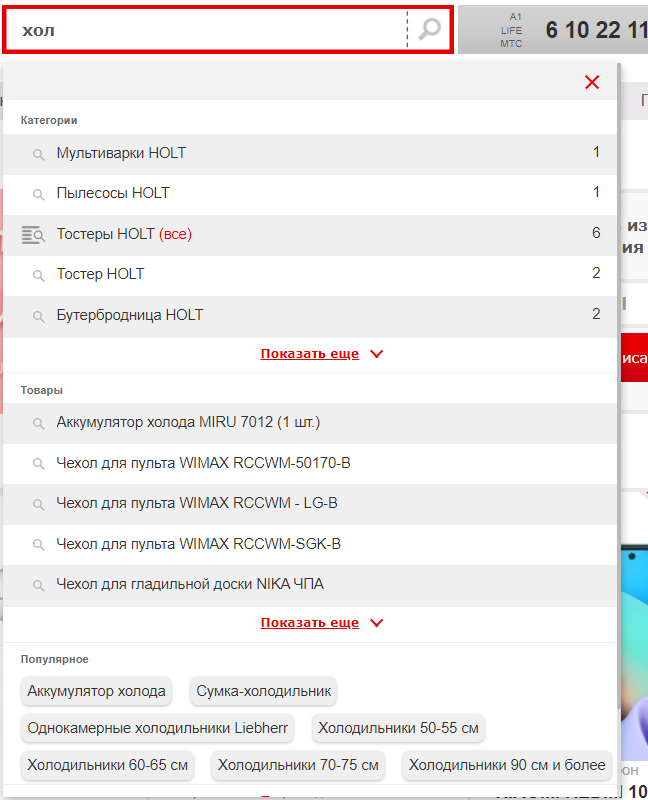 хол
A1
LIFE
МТС
6 10 22 11
Категории
Мультиварки HOLT 1
Пылесосы HOLT 1
Тостеры HOLT (все) 6
Тостер HOLT 2
Бутербродница HOLT 2
Показать еще
Товары
Аккумулятор холода MIRU 7012 (1 шт.)
Чехол для пульта WIMAX RCCWM-50170-B
Чехол для пульта WIMAX RCCWM - LG-B
Чехол для пульта WIMAX RCCWM-SGK-B
Чехол для гладильной доски NIKA ЧПА
Показать еще
Популярное
Аккумулятор холода Сумка-холодильник
Однокамерные холодильники Liebherr Холодильники 50-55 см
Холодильники 60-65 см Холодильники 70-75 см Холодильники 90 см и более